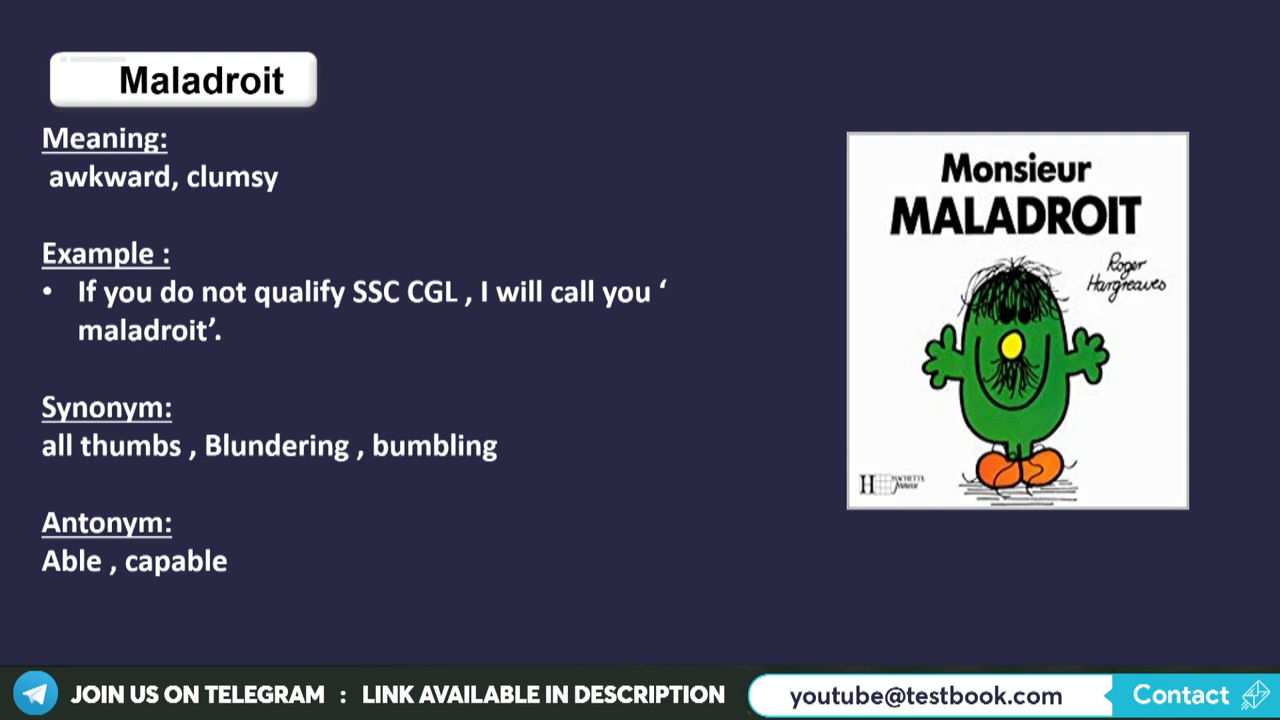 Maladroit
Meaning:
awkward, clumsy
Example :
• If you do not qualify SSC CGL , I will call you ‘
maladroit’.
Synonym:
all thumbs , Blundering , bumbling
Antonym:
Able , capable
Monsieur
MALADROIT
Roger
Hargreaves
H HACHETTE
JOIN US ON TELEGRAM : LINK AVAILABLE IN DESCRIPTION
youtube@testbook.com
Contact